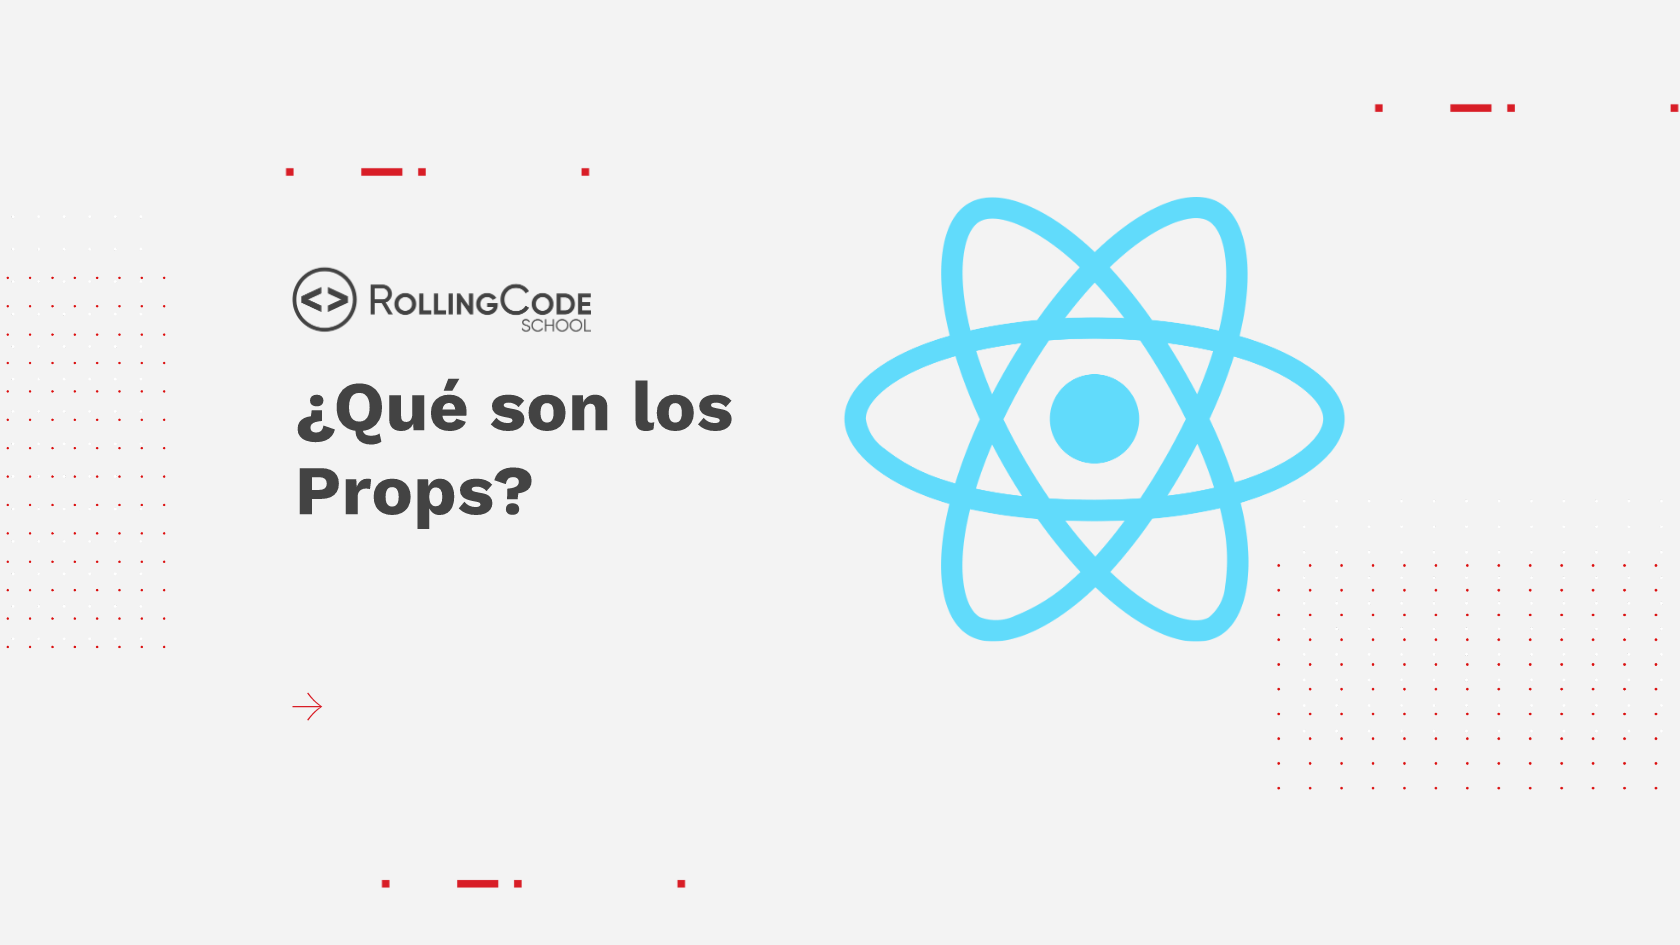 <> ROLLINGCODE
SCHOOL
¿Qué son los
Props?